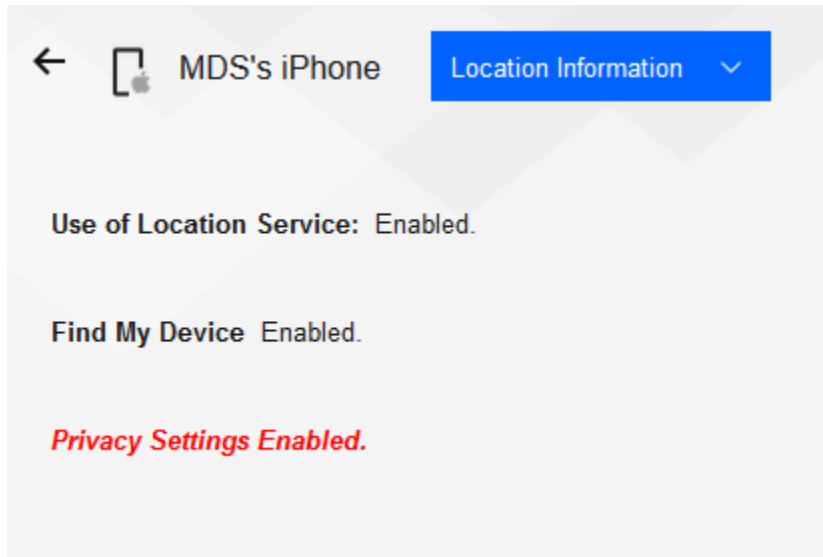 MDS's iPhone
Location Information
Use of Location Service: Enabled.
Find My Device Enabled.
Privacy Settings Enabled.